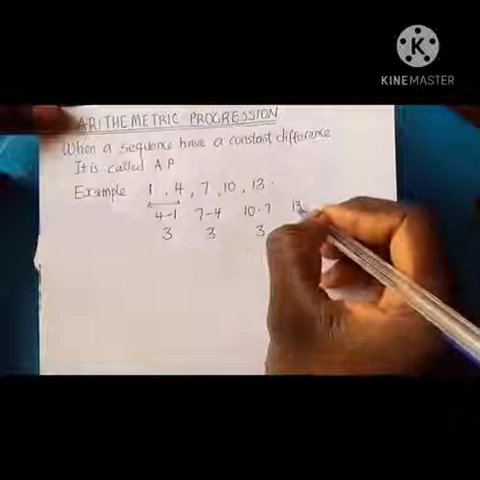 KINEMASTER
ARITHEMETRIC PROGRESSION
When a sequence have a constant difference
It is called A P
Example 1 , 4 , 7 , 10 , 13 .
4-1 7-4 10-7 13
3 3 3